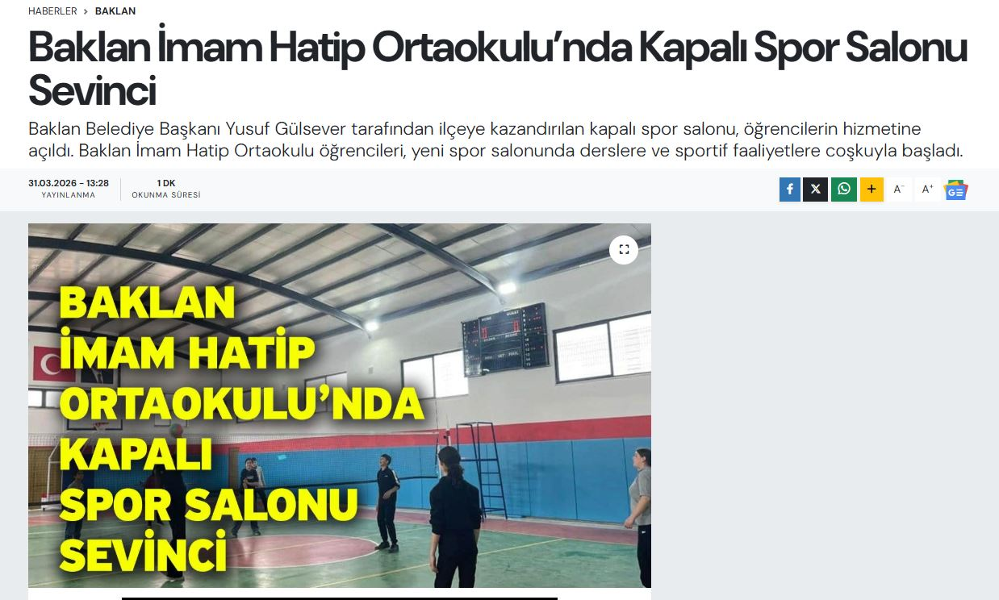 HABERLER > BAKLAN
Baklan İmam Hatip Ortaokulu’nda Kapalı Spor Salonu
Sevinci
Baklan Belediye Başkanı Yusuf Gülsever tarafından ilçeye kazandırılan kapalı spor salonu, öğrencilerin hizmetine
açıldı. Baklan İmam Hatip Ortaokulu öğrencileri, yeni spor salonunda derslere ve sportif faaliyetlere coşkuyla başladı.
31.03.2026 - 13:28
YAYINLANMA
1 DK
OKUNMA SÜRESİ
A-
A+
BAKLAN
İMAM HATİP
ORTAOKULU’NDA
KAPALI
SPOR SALONU
SEVİNCİ